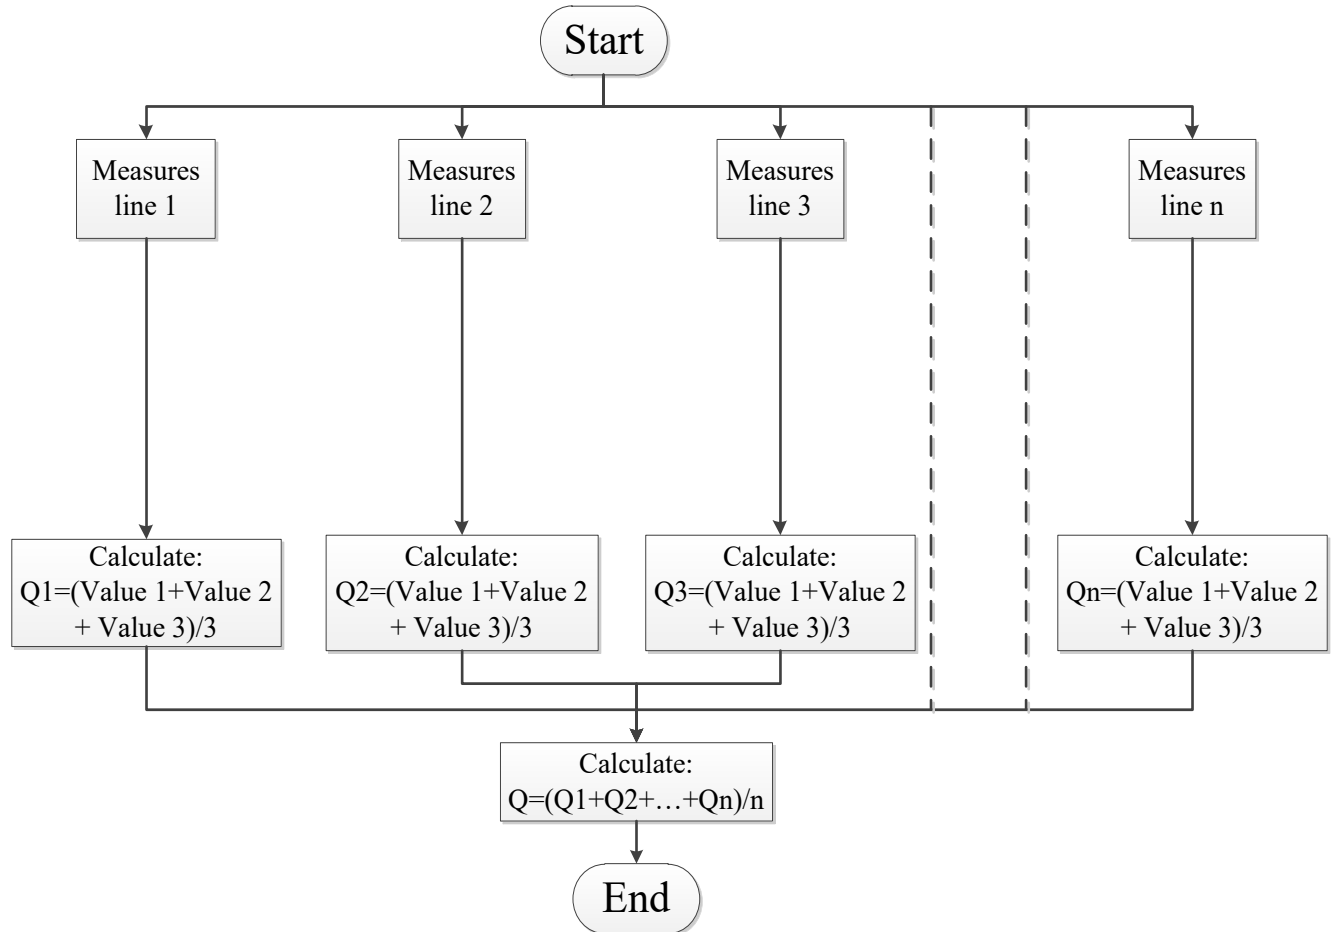 Start
Measures
line 1
Measures
line 2
Measures
line 3
Measures
line n
Calculate:
Q1=(Value 1+Value 2
+ Value 3)/3
Calculate:
Q2=(Value 1+Value 2
+ Value 3)/3
Calculate:
Q3=(Value 1+Value 2
+ Value 3)/3
Calculate:
Qn=(Value 1+Value 2
+ Value 3)/3
Calculate:
Q=(Q1+Q2+…+Qn)/n
End